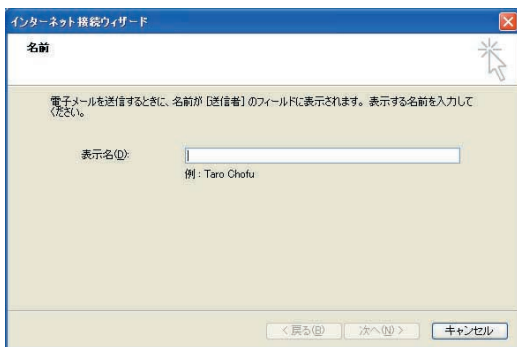 インターネット接続ウィザード
名前
電子メールを送信するときに、名前が [送信者] のフィールドに表示されます。表示する名前を入力して
ください。
表示名(D):
例 : Taro Chofu
< 戻る(B)
次へ(N) >
キャンセル